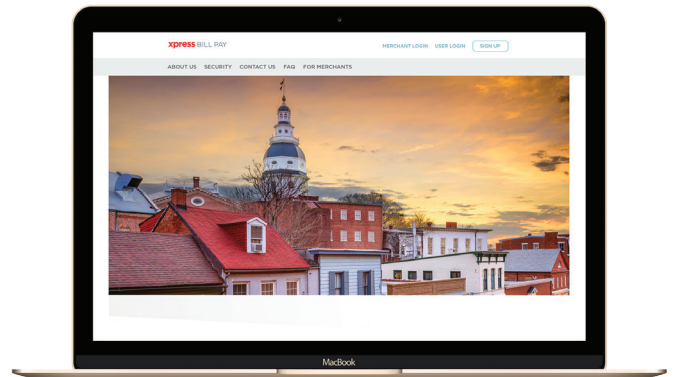 xpress BILL PAY
MERCHANT LOGIN USER LOGIN SIGN UP
ABOUT US SECURITY CONTACT US FAQ FOR MERCHANTS
MacBook